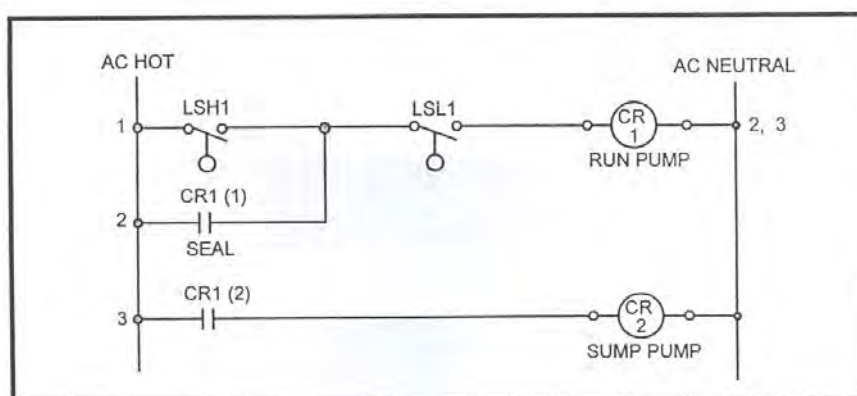 AC HOT
AC NEUTRAL
LSH1
LSL1
1
CR
1
2, 3
RUN PUMP
CR1 (1)
2
SEAL
CR1 (2)
3
CR
2
SUMP PUMP